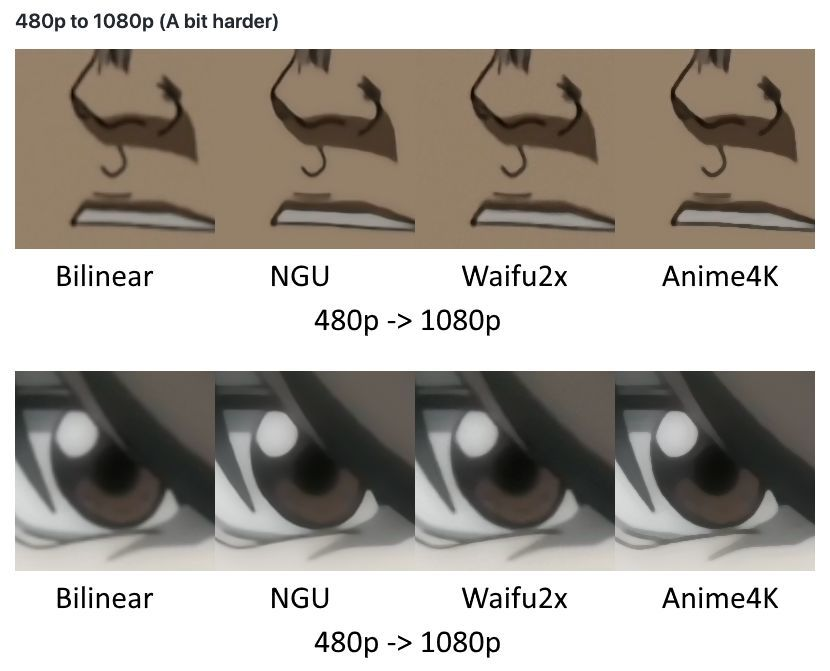 480p to 1080p (A bit harder)
Bilinear NGU Waifu2x Anime4K
480p -> 1080p
Bilinear NGU Waifu2x Anime4K
480p -> 1080p